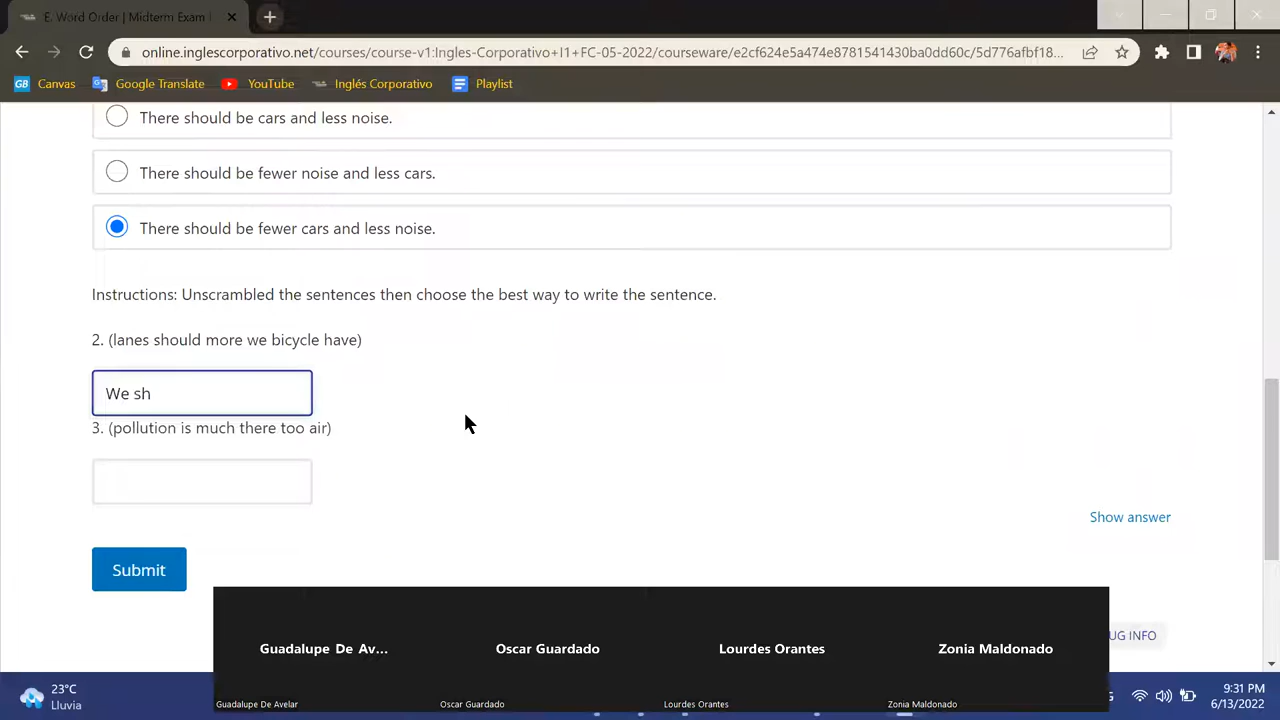 E. Word Order | Midterm Exam |
online.inglescorporativo.net/courses/course-v1:Ingles-Corporativo+I1+FC-05-2022/courseware/e2cf624e5a474e8781541430ba0dd60c/5d776afbf18...
GB Canvas Google Translate YouTube Inglés Corporativo Playlist
There should be cars and less noise.
There should be fewer noise and less cars.
There should be fewer cars and less noise.
Instructions: Unscrambled the sentences then choose the best way to write the sentence.
2. (lanes should more we bicycle have)
We sh
3. (pollution is much there too air)
Show answer
Submit
UG INFO
Guadalupe De Av... Oscar Guardado Lourdes Orantes Zonia Maldonado
Guadalupe De Avelar Oscar Guardado Lourdes Orantes Zonia Maldonado
23°C
Lluvia
9:31 PM
6/13/2022